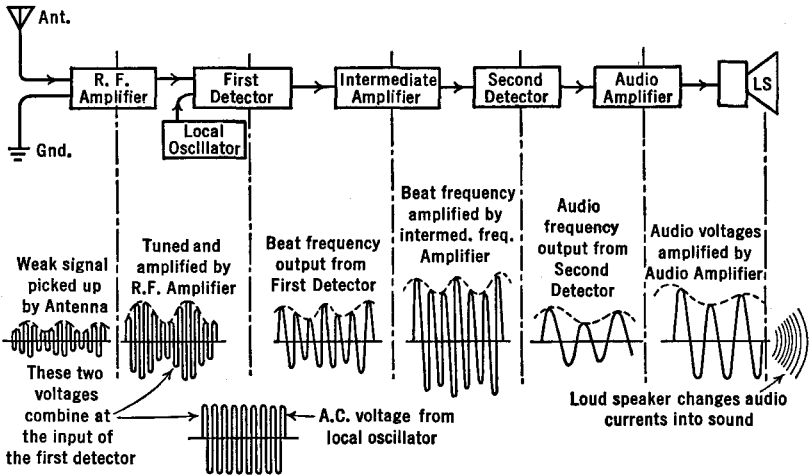 Ant.
R. F.
Amplifier
First
Detector
Intermediate
Amplifier
Second
Detector
Audio
Amplifier
LS
Local
Oscillator
Gnd.
Weak signal
picked up
by Antenna
Tuned and
amplified by
R.F. Amplifier
Beat frequency
output from
First Detector
Beat frequency
amplified by
intermed. freq.
Amplifier
Audio
frequency
output from
Second
Detector
Audio voltages
amplified by
Audio Amplifier
These two
voltages
combine at
the input of
the first detector
A.C. voltage from
local oscillator
Loud speaker changes audio
currents into sound